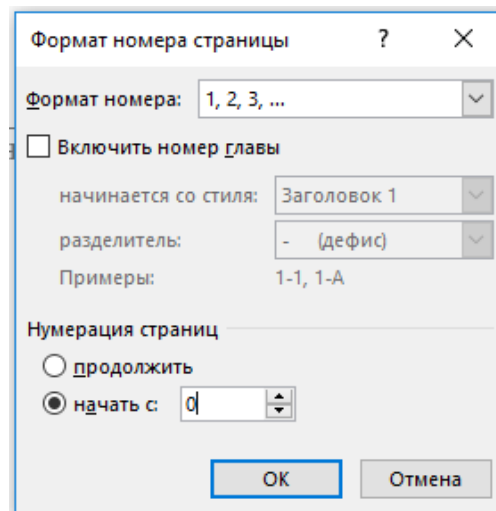 Формат номера страницы ? ×
Формат номера: 1, 2, 3, ...
Включить номер главы
начинается со стиля: Заголовок 1
разделитель: - (дефис)
Примеры: 1-1, 1-A
Нумерация страниц
продолжить
начать с: 0
ОК Отмена